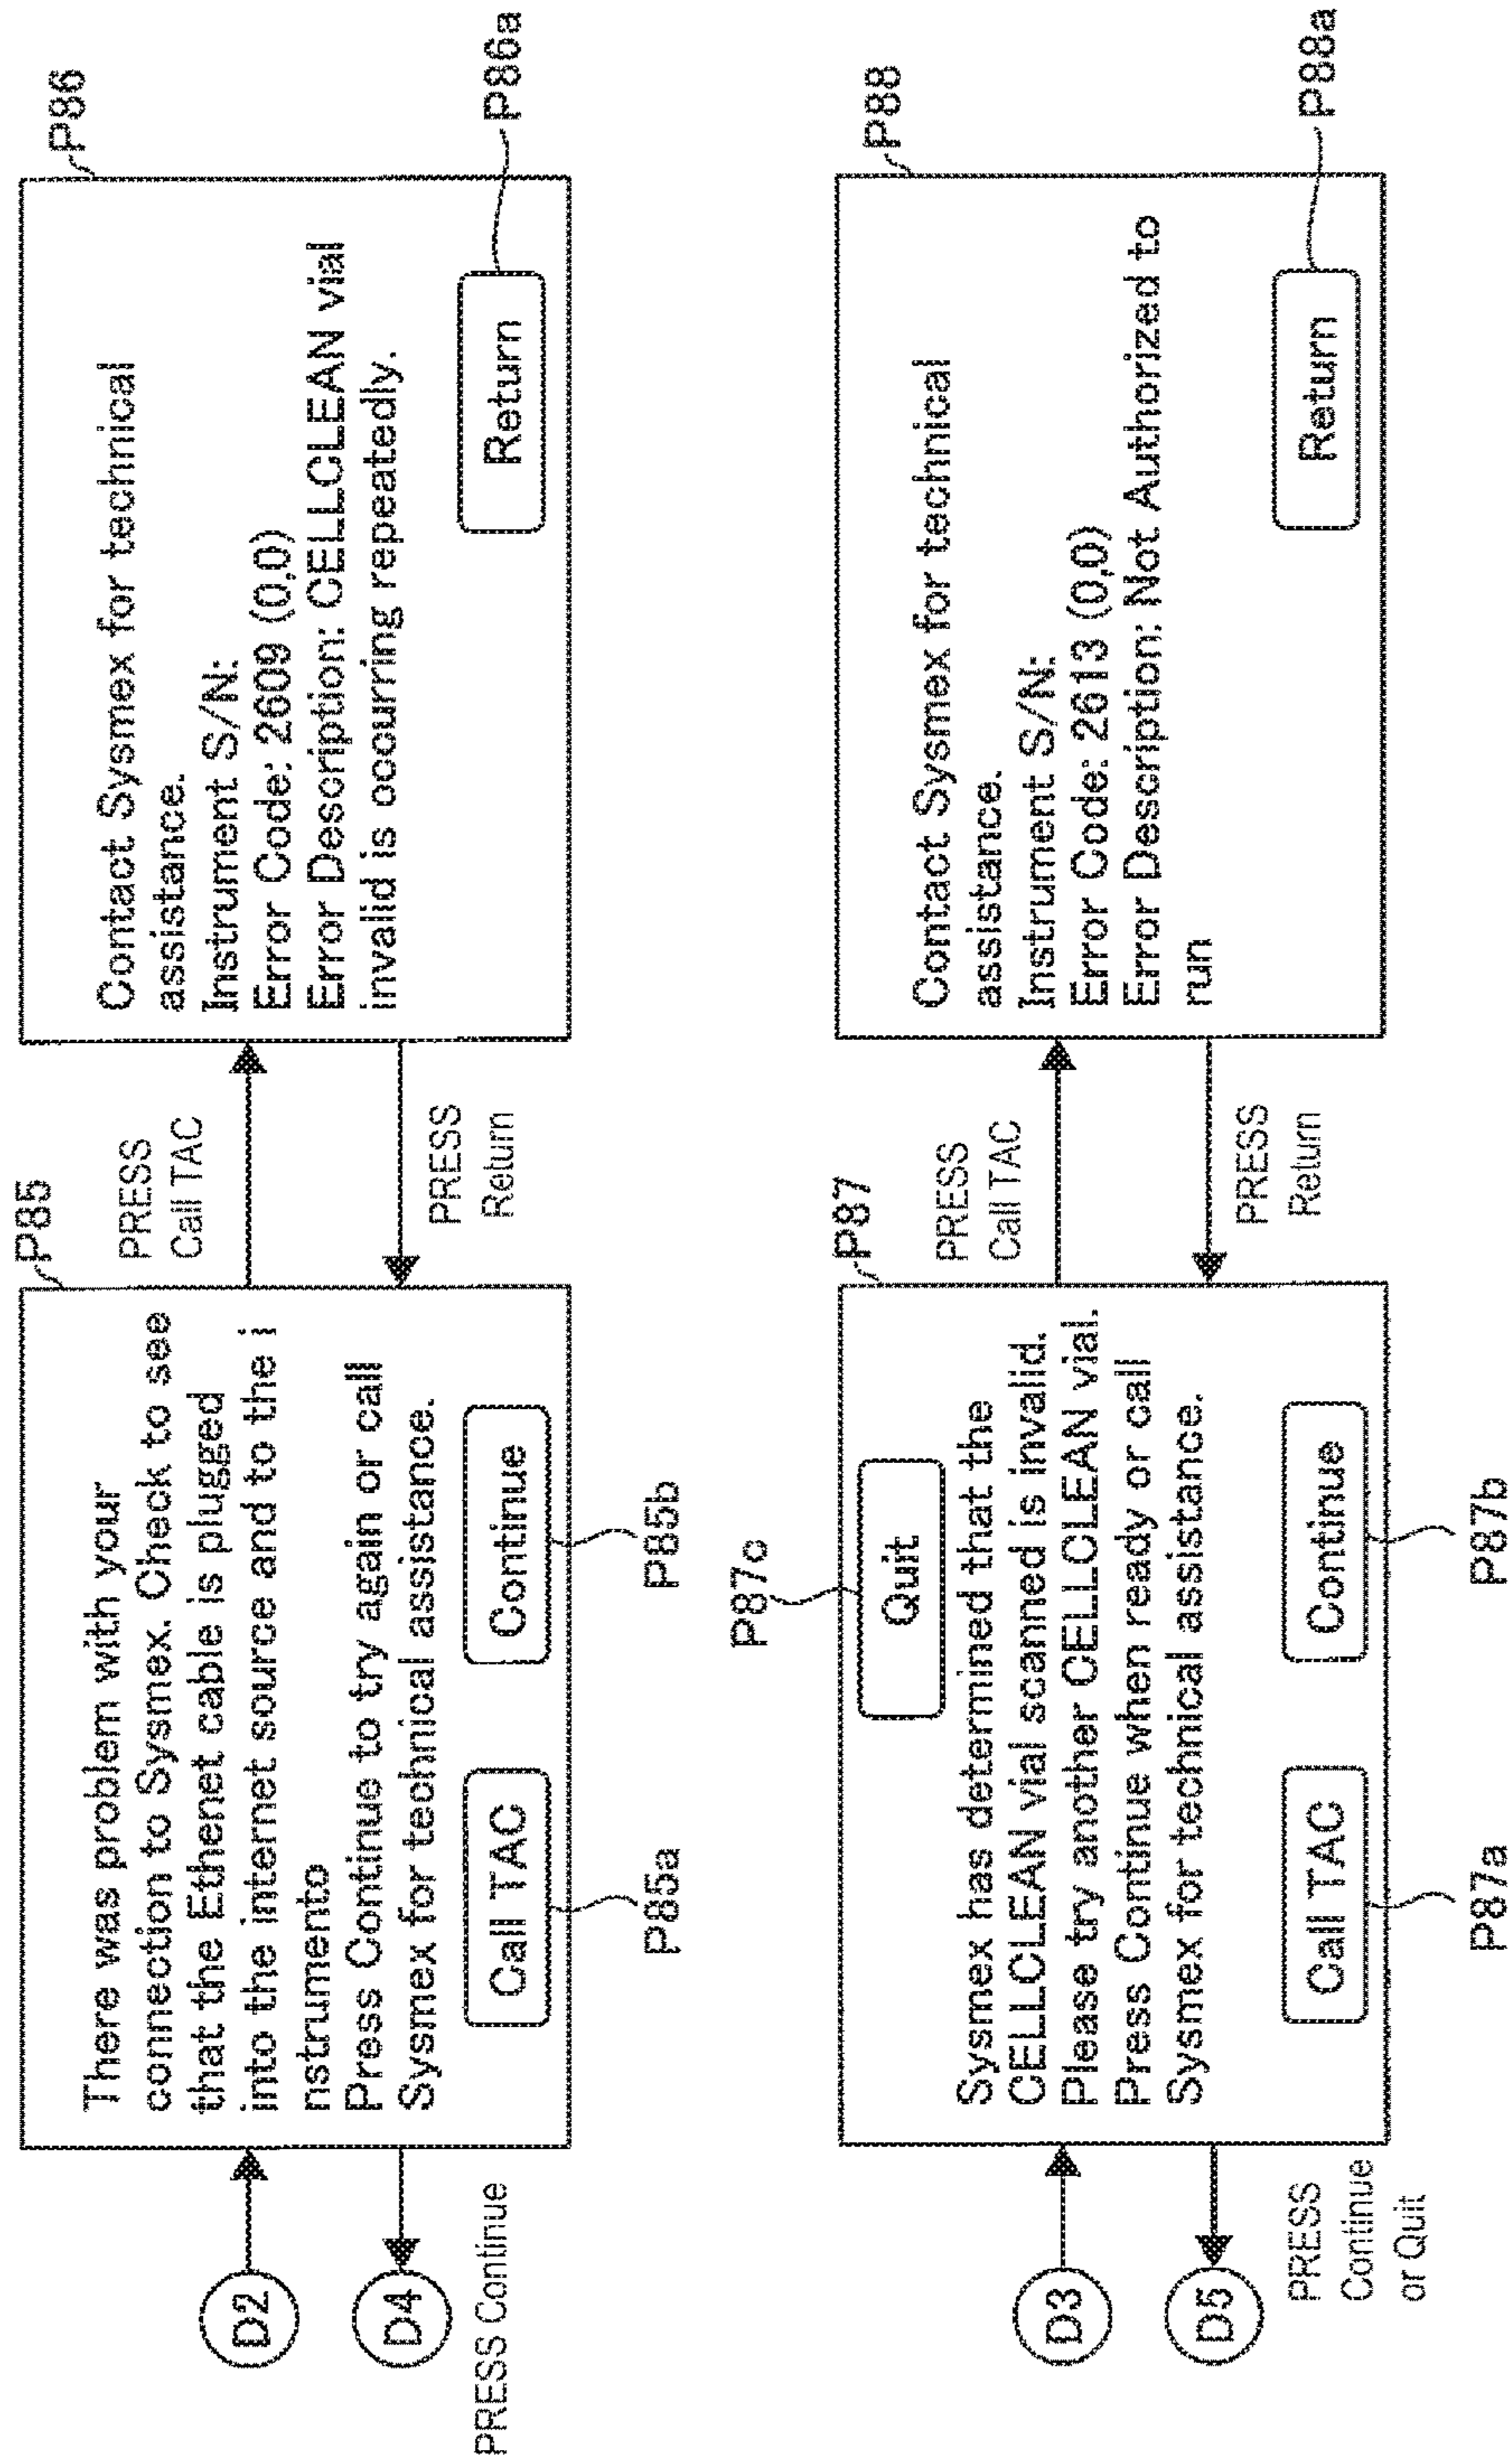 P85
There was problem with your
connection to Sysmex. Check to see
that the Ethenet cable is plugged
into the internet source and to the i
nstrumento
Press Continue to try again or call
Sysmex for technical assistance.
Call TAC
Continue
P85a
P85b
D2
D4
PRESS Continue
PRESS
Call TAC
PRESS
Return
P86
Contact Sysmex for technical
assistance.
Instrument S/N:
Error Code: 2609 (0,0)
Error Description: CELLCLEAN vial
invalid is occurring repeatedly.
Return
P86a
P87
P87c
Quit
Sysmex has determined that the
CELLCLEAN vial scanned is invalid.
Please try another CELLCLEAN vial.
Press Continue when ready or call
Sysmex for technical assistance.
Call TAC
Continue
P87a
P87b
D3
D5
PRESS
Continue
or Quit
PRESS
Call TAC
PRESS
Return
P88
Contact Sysmex for technical
assistance.
Instrument S/N:
Error Code: 2613 (0,0)
Error Description: Not Authorized to
run
Return
P88a